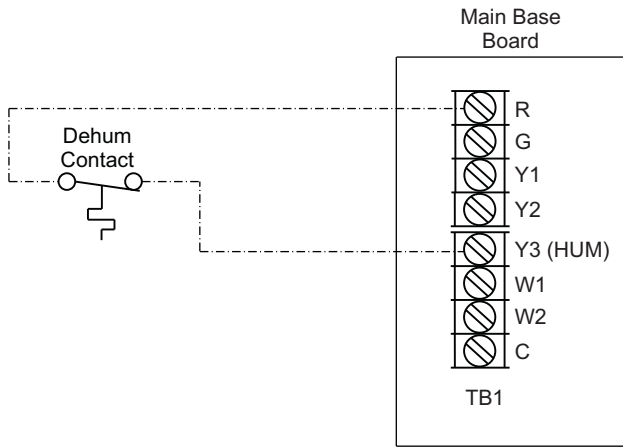 Main Base
Board
Dehum
Contact
R
G
Y1
Y2
Y3 (HUM)
W1
W2
C
TB1